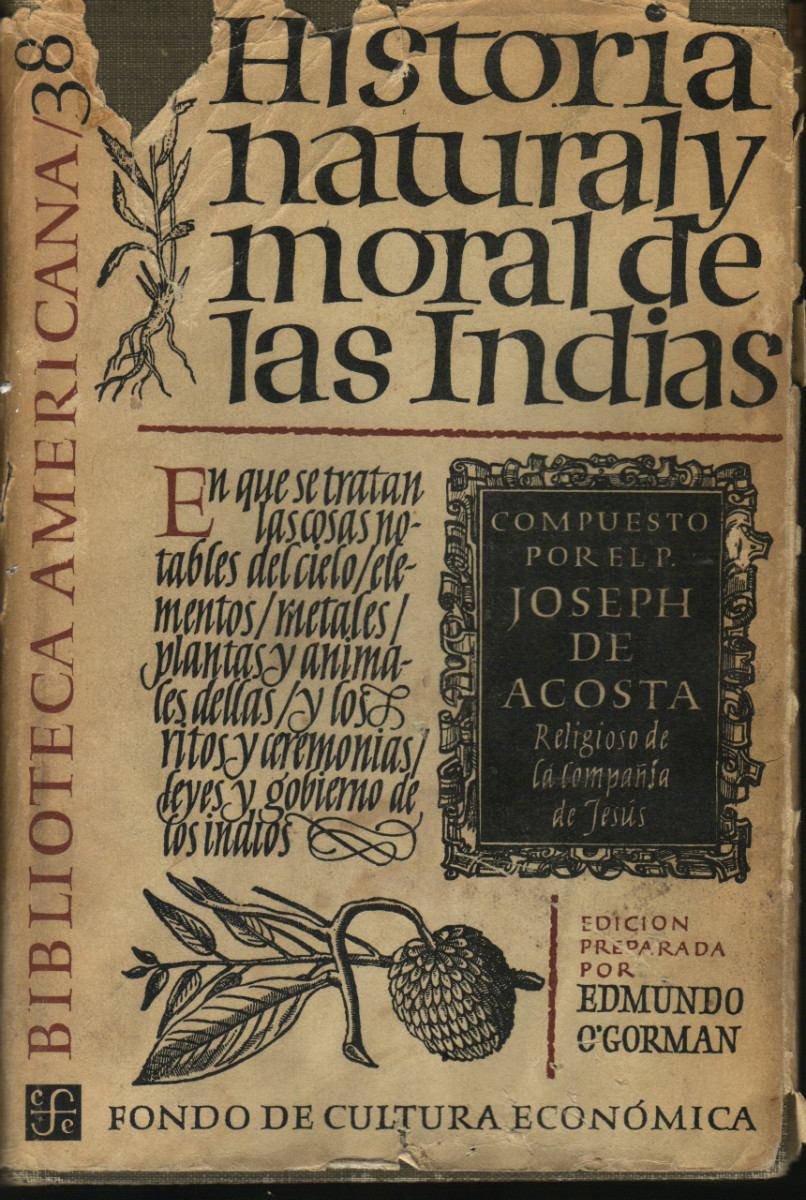 Historia
natural y
moral de
las Indias
BIBLIOTECA AMERICANA/38
En que se tratan
las cosas no-
tables del cielo/ele-
mentos/metales/
plantas y anima-
les dellas/y los
ritos y ceremonias/
leyes y gobierno de
los indios
COMPUESTO
POR EL P.
JOSEPH
DE
ACOSTA
Religioso de
la Compañía
de Jesús
EDICION
PREPARADA
POR
EDMUNDO
O'GORMAN
cfce
FONDO DE CULTURA ECONÓMICA